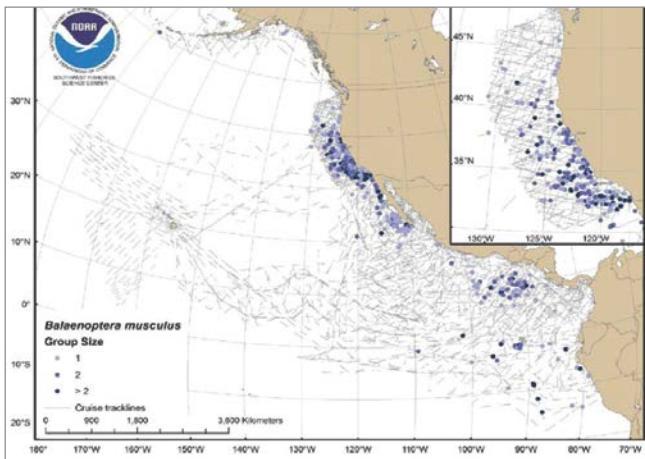 NOAA
SOUTHWEST FISHERIES
SCIENCE CENTER
45°N
40°N
35°N
130°W
125°W
120°W
30°N
20°N
10°N
0°
10°S
20°S
Balaenoptera musculus
Group Size
1
2
> 2
Cruise tracklines
0
900
1,800
3,600 Kilometers
180°
170°W
160°W
150°W
140°W
130°W
120°W
110°W
100°W
90°W
80°W
70°W